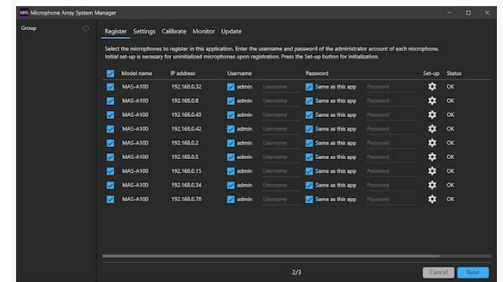 MAS Microphone Array System Manager
Group
Register Settings Calibrate Monitor Update
Select the microphones to register in this application. Enter the username and password of the administrator account of each microphone.
Initial set-up is necessary for uninitialized microphones upon registration. Press the Set-up button for initialization.
Model name IP address Username Password Set-up Status
MAS-A100 192.168.0.32 admin Username Same as this app Password OK
MAS-A100 192.168.0.8 admin Username Same as this app Password OK
MAS-A100 192.168.0.43 admin Username Same as this app Password OK
MAS-A100 192.168.0.42 admin Username Same as this app Password OK
MAS-A100 192.168.0.2 admin Username Same as this app Password OK
MAS-A100 192.168.0.5 admin Username Same as this app Password OK
MAS-A100 192.168.0.15 admin Username Same as this app Password OK
MAS-A100 192.168.0.34 admin Username Same as this app Password OK
MAS-A100 192.168.0.78 admin Username Same as this app Password OK
2/3
Cancel Next